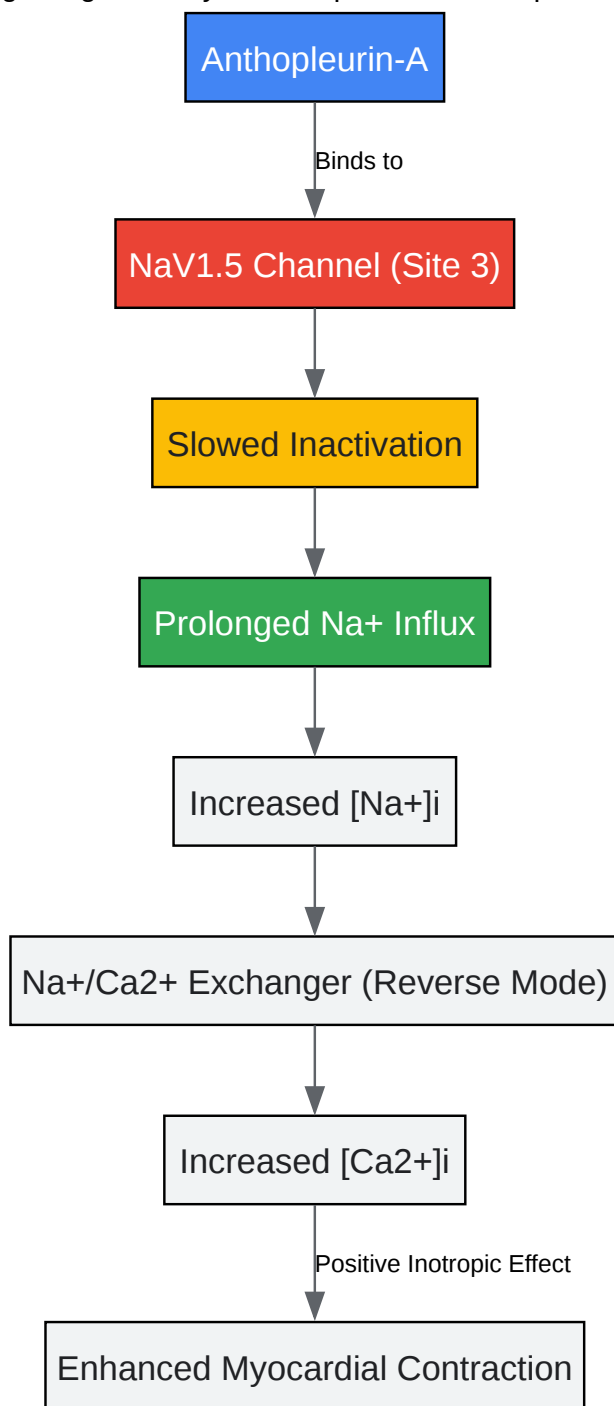 Anthopleurin-A
Binds to
NaV1.5 Channel (Site 3)
Slowed Inactivation
Prolonged Na+ Influx
Increased [Na+]i
Na+/Ca2+ Exchanger (Reverse Mode)
Increased [Ca2+]i
Positive Inotropic Effect
Enhanced Myocardial Contraction